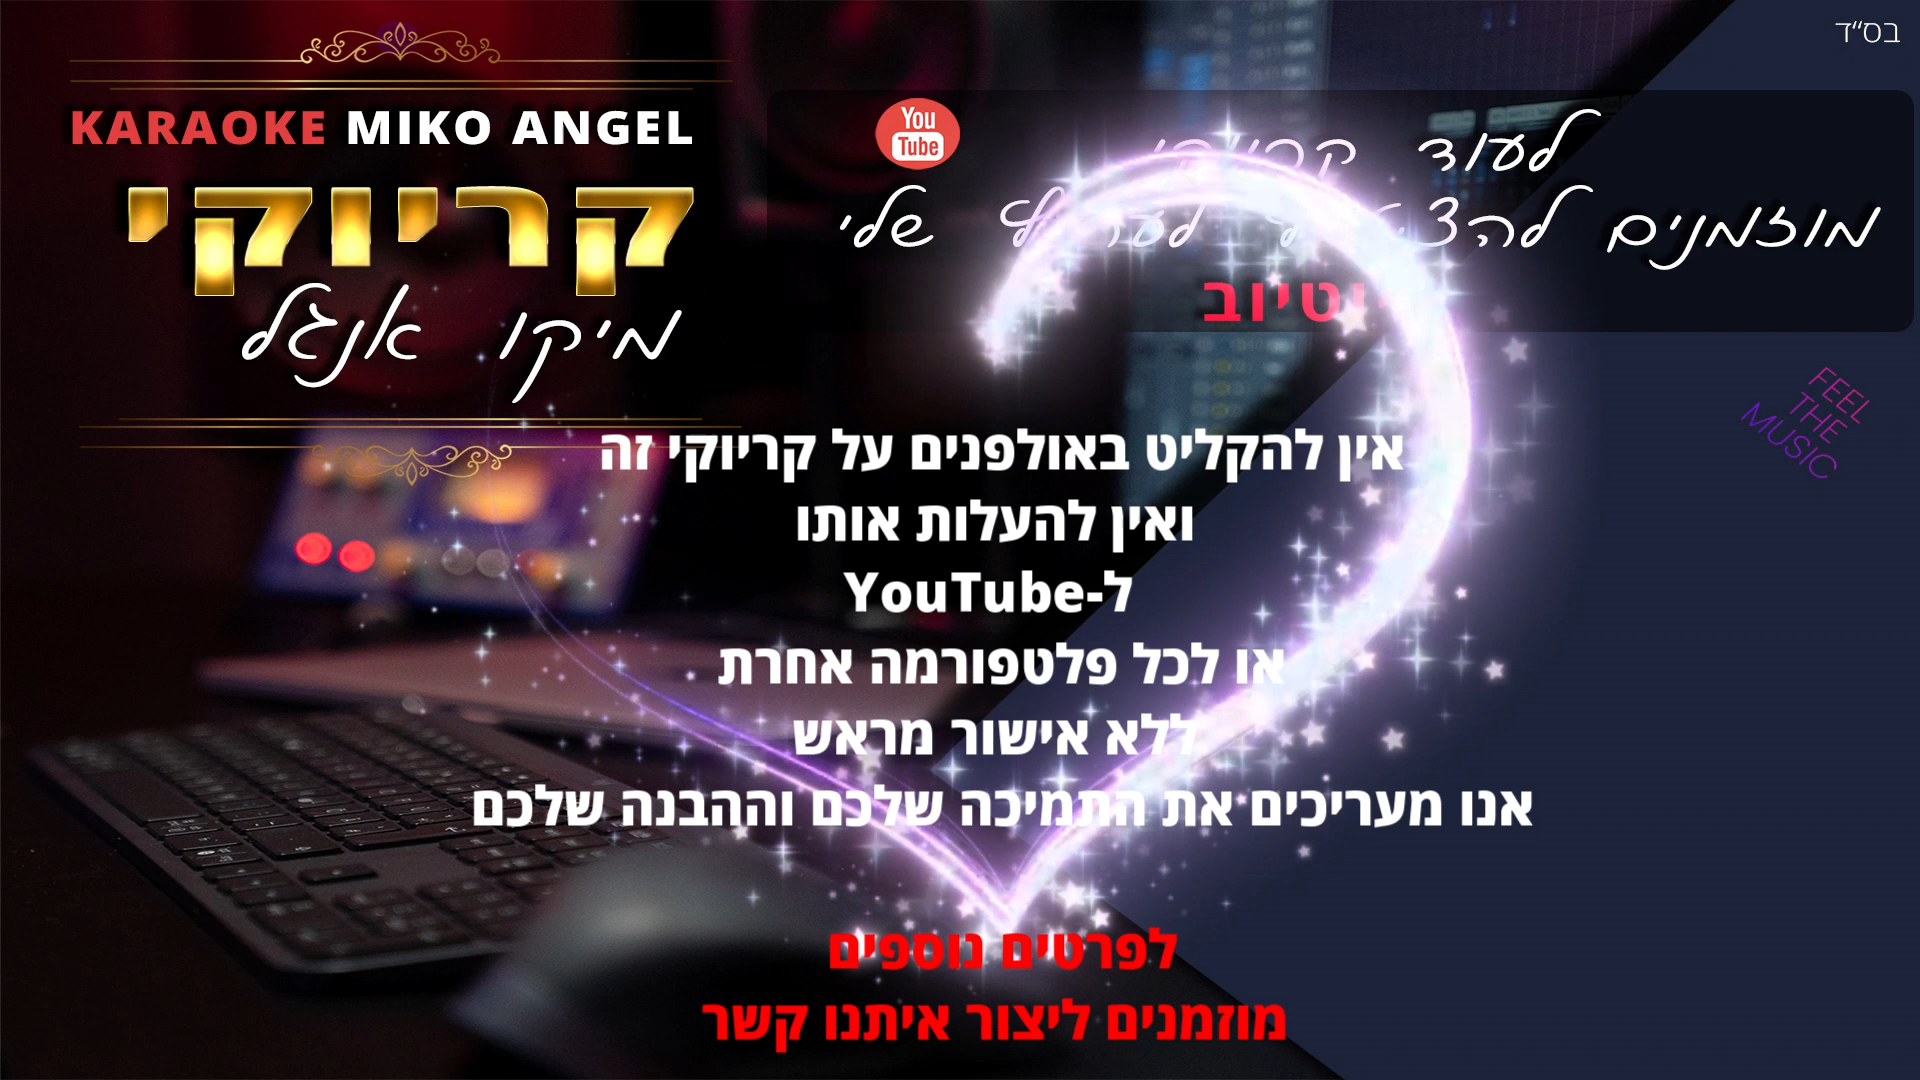 בס״ד
KARAOKE MIKO ANGEL
קריוקי
מיקו אנגל
You
Tube
לעוד
מוזמנים שלי
FEEL
THE
MUSIC
אין להקליט באולפנים על קריוקי זה
ואין להעלות אותו
ל-YouTube
או לכל פלטפורמה אחרת
ללא אישור מראש
אנו מעריכים את התמיכה שלכם וההבנה שלכם
לפרטים נוספים
מוזמנים ליצור איתנו קשר